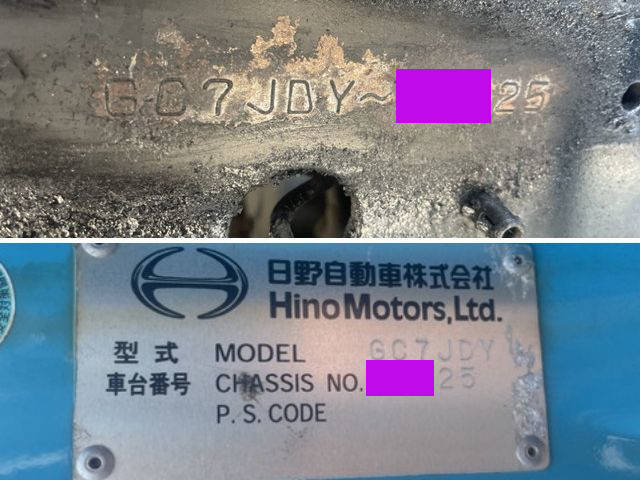 GC7JDY~ 25
日野自動車株式会社
Hino Motors, Ltd.
型式 MODEL GC7JDY
車台番号 CHASSIS NO. 25
P.S.CODE